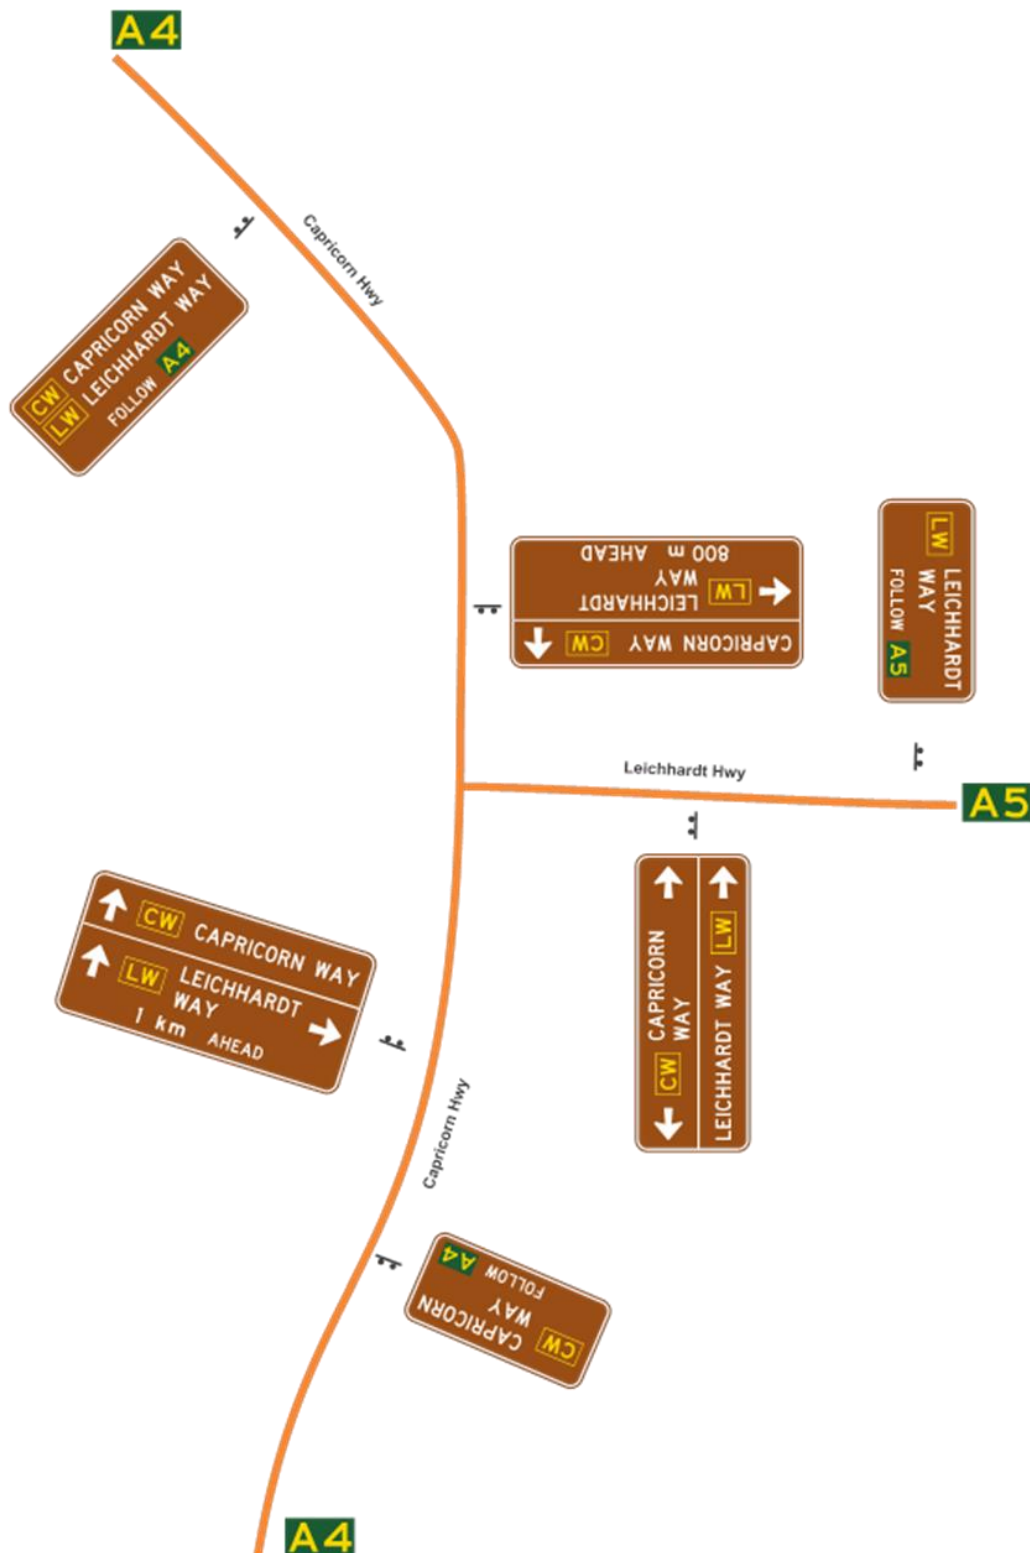 A4
Capricorn Hwy
CW CAPRICORN WAY
LW LEICHHARDT WAY
FOLLOW A4
CAPRICORN WAY CW
LW LEICHHARDT
WAY
800 m AHEAD
LW LEICHHARDT
WAY
FOLLOW A5
Leichhardt Hwy
A5
CW CAPRICORN WAY
LW LEICHHARDT
WAY
1 km AHEAD
CW CAPRICORN
WAY
LEICHHARDT WAY LW
Capricorn Hwy
CW CAPRICORN
WAY
FOLLOW A4
A4